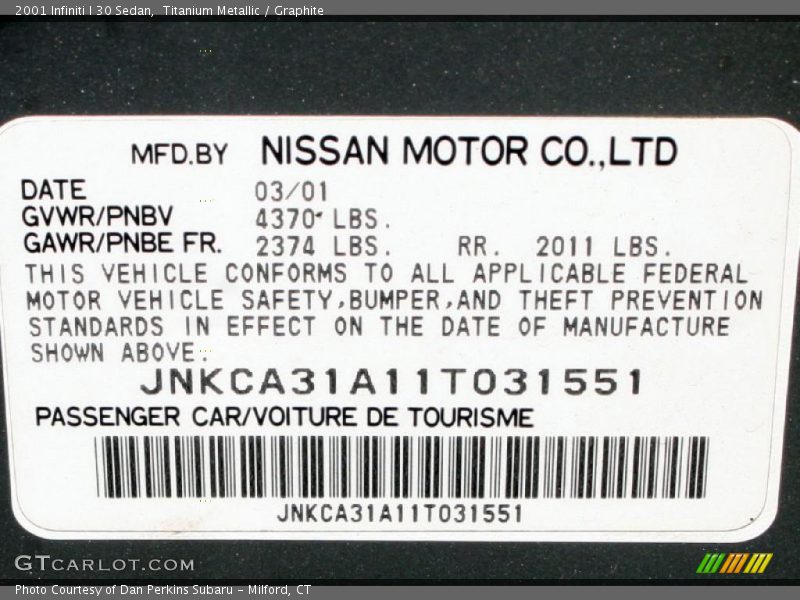 2001 Infiniti I 30 Sedan,  Titanium Metallic / Graphite
MFD.BY NISSAN MOTOR CO.,LTD
DATE 03/01
GVWR/PNBV 4370 LBS.
GAWR/PNBE FR. 2374 LBS. RR. 2011 LBS.
THIS VEHICLE CONFORMS TO ALL APPLICABLE FEDERAL
MOTOR VEHICLE SAFETY,BUMPER,AND THEFT PREVENTION
STANDARDS IN EFFECT ON THE DATE OF MANUFACTURE
SHOWN ABOVE.
JNKCA31A11T031551
PASSENGER CAR/VOITURE DE TOURISME
JNKCA31A11T031551
GTCARLOT.COM
Photo Courtesy of Dan Perkins Subaru - Milford, CT